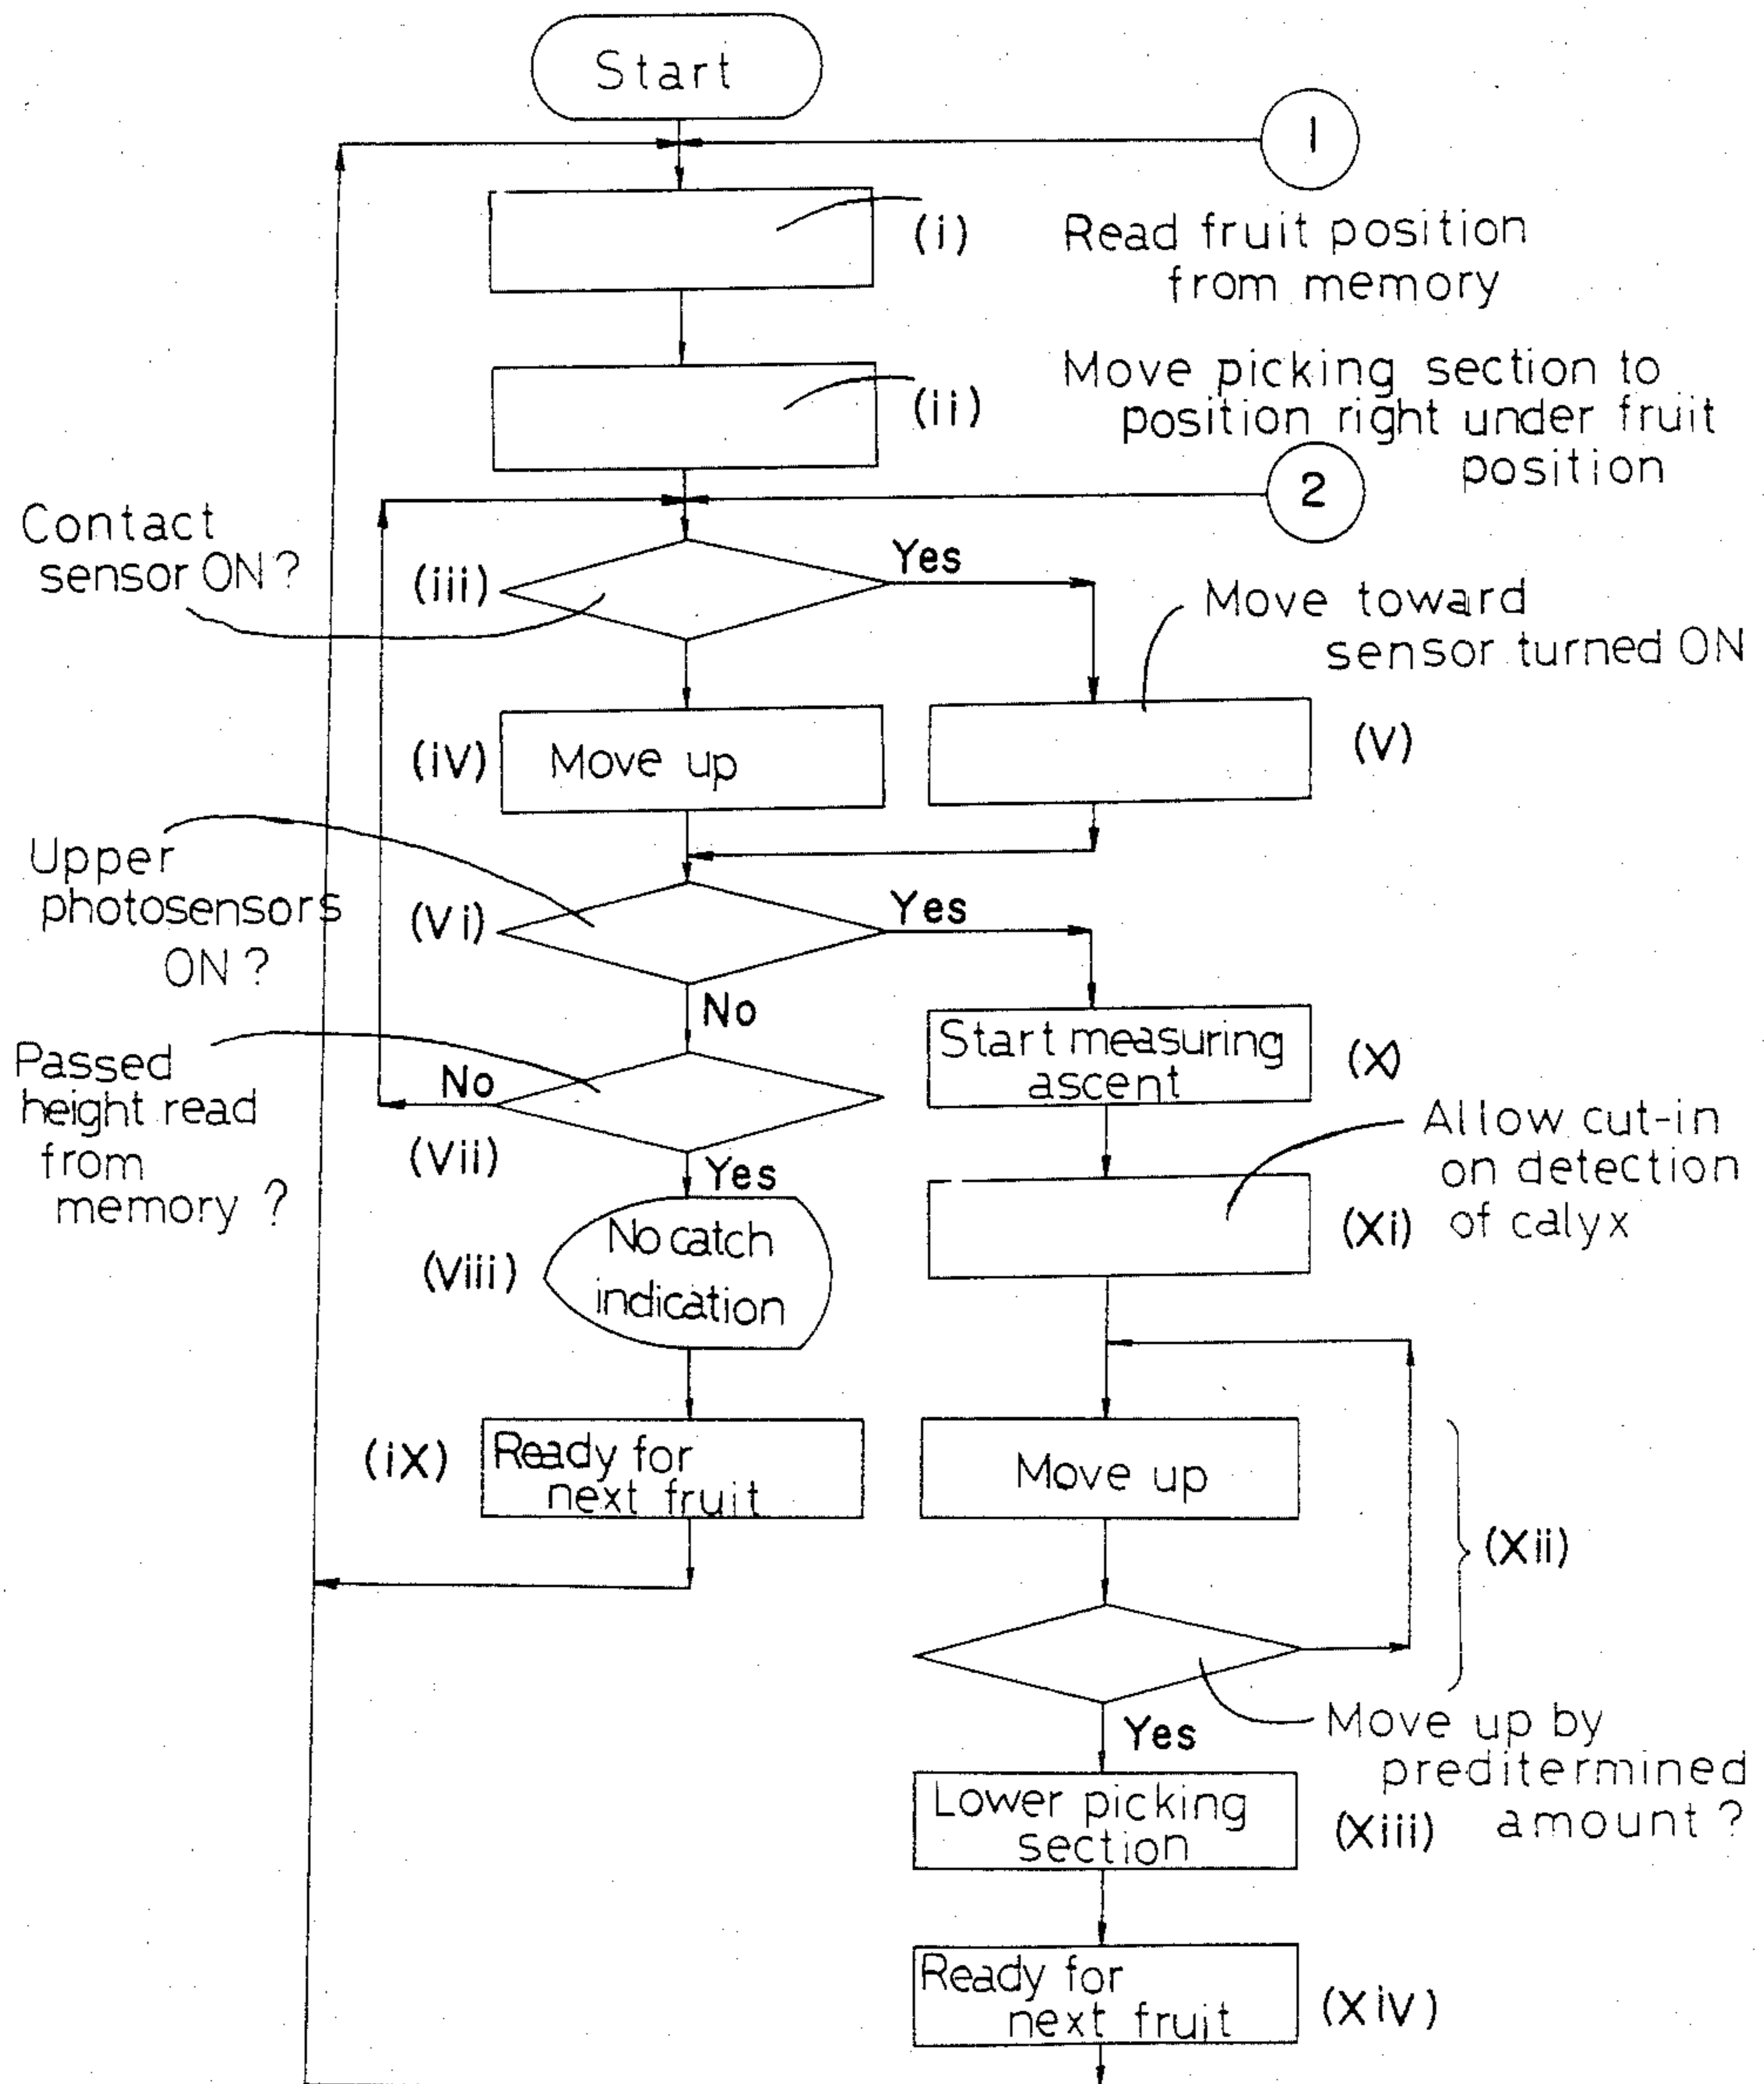 Start
1
(i)
Read fruit position
from memory
(ii)
Move picking section to
position right under fruit
position
2
Contact
sensor ON?
(iii)
Yes
Move toward
sensor turned ON
(iv)
Move up
(V)
Upper
photosensors
ON?
(Vi)
Yes
No
Start measuring
ascent
(X)
Passed
height read
from
memory ?
No
(Vii)
Yes
Allow cut-in
on detection
of calyx
(Xi)
(Viii)
No catch
indication
(iX)
Ready for
next fruit
Move up
(Xii)
Move up by
preditermined
amount ?
Yes
Lower picking
section
(Xiii)
Ready for
next fruit
(XiV)